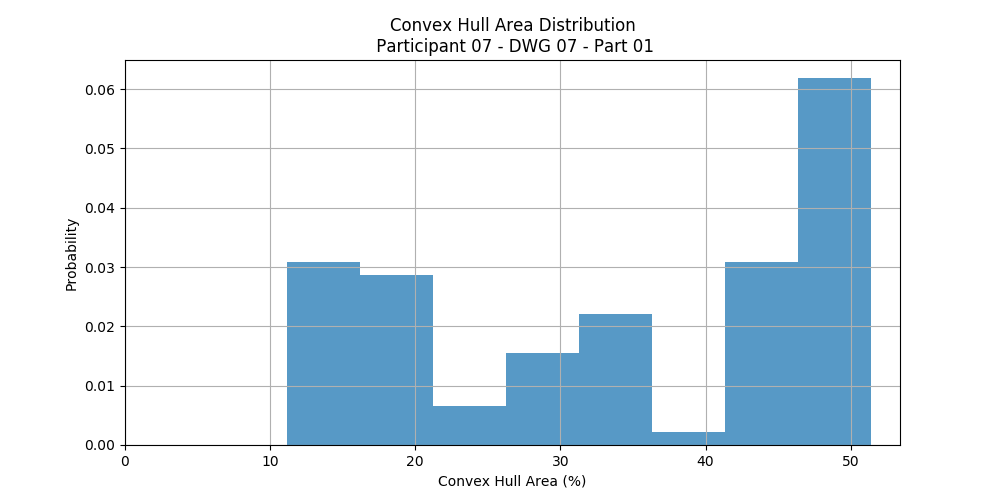 Convex Hull Area Distribution
Participant 07 - DWG 07 - Part 01
0.06
0.05
0.04
0.03
0.02
0.01
0.00
Probability
0 10 20 30 40 50
Convex Hull Area (%)